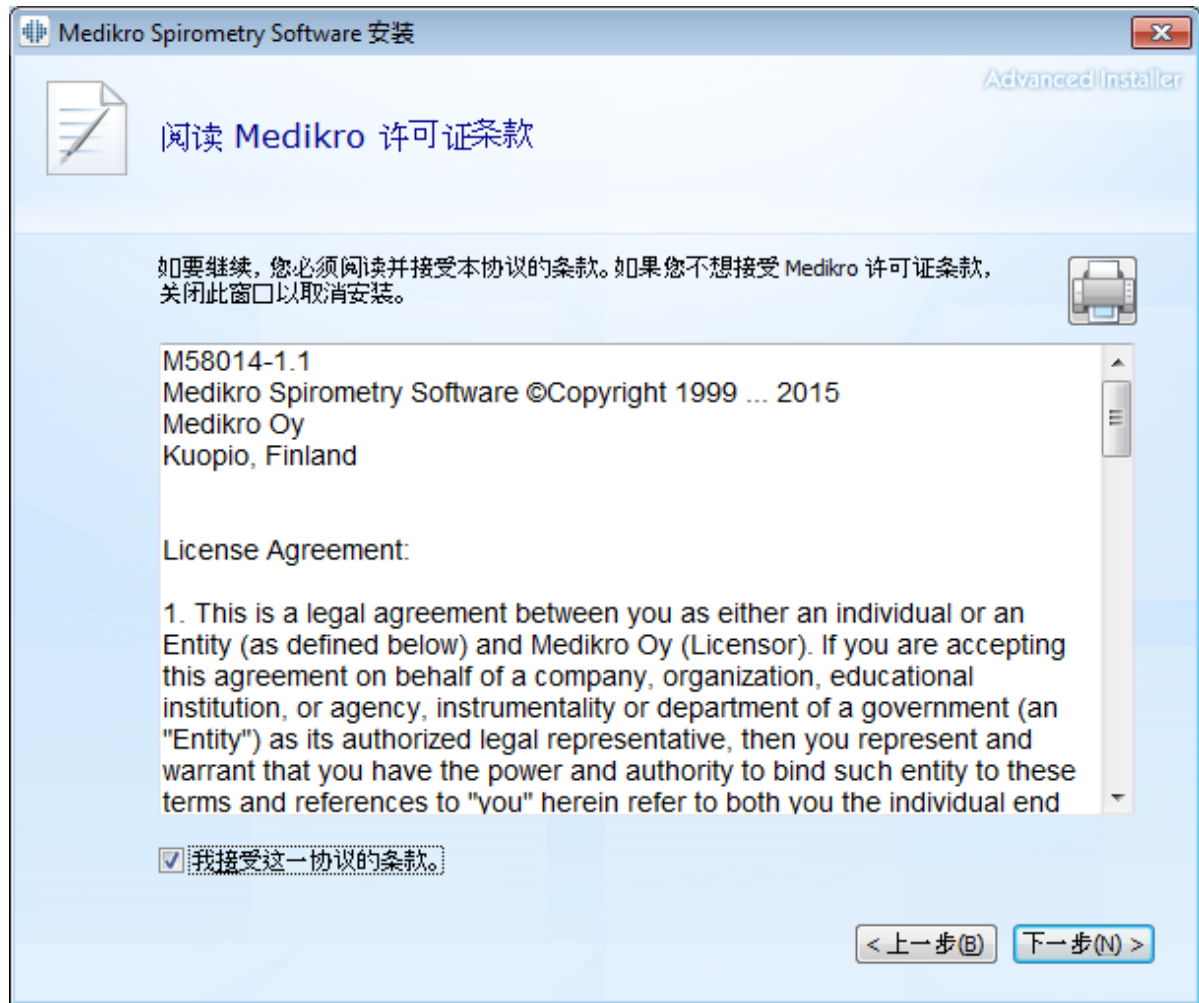 Medikro Spirometry Software 安装
Advanced Installer
阅读 Medikro 许可证条款
如要继续，您必须阅读并接受本协议的条款。如果您不想接受 Medikro 许可证条款，
关闭此窗口以取消安装。
M58014-1.1
Medikro Spirometry Software ©Copyright 1999 ... 2015
Medikro Oy
Kuopio, Finland
License Agreement:
1. This is a legal agreement between you as either an individual or an
Entity (as defined below) and Medikro Oy (Licensor). If you are accepting
this agreement on behalf of a company, organization, educational
institution, or agency, instrumentality or department of a government (an
"Entity") as its authorized legal representative, then you represent and
warrant that you have the power and authority to bind such entity to these
terms and references to "you" herein refer to both you the individual end
我接受这一协议的条款。
< 上一步(B)
下一步(N) >